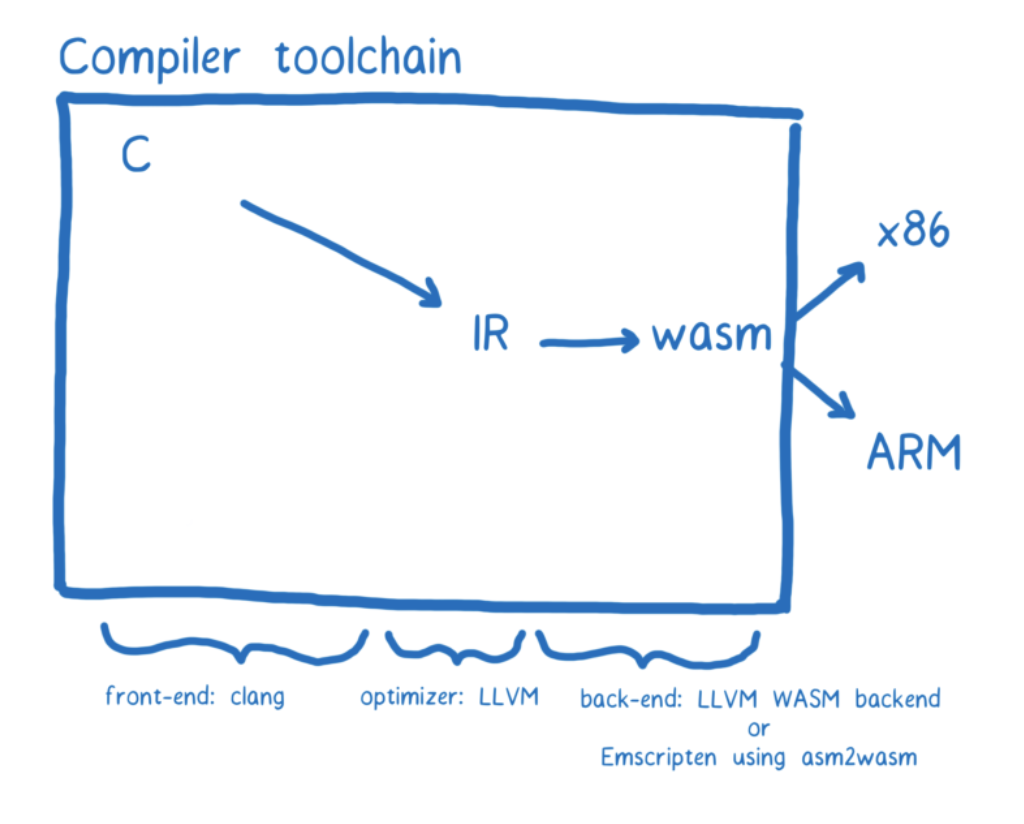 Compiler toolchain
C
x86
IR
wasm
ARM
front-end: clang
optimizer: LLVM
back-end: LLVM WASM backend
or
Emscripten using asm2wasm